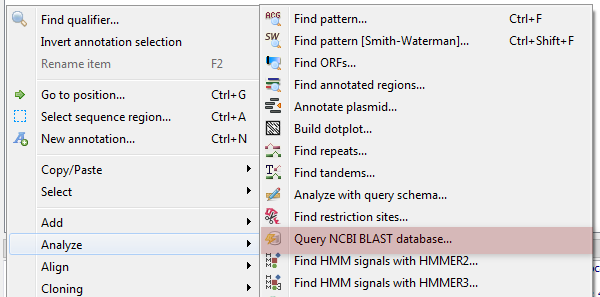 Find qualifier...
Invert annotation selection
Rename item F2
Go to position... Ctrl+G
Select sequence region... Ctrl+A
New annotation... Ctrl+N
Copy/Paste
Select
Add
Analyze
Align
Cloning
ACG Find pattern... Ctrl+F
SW Find pattern [Smith-Waterman]... Ctrl+Shift+F
Find ORFs...
Find annotated regions...
Annotate plasmid...
Build dotplot...
Find repeats...
Find tandems...
Analyze with query schema...
Find restriction sites...
Query NCBI BLAST database...
Find HMM signals with HMMER2...
Find HMM signals with HMMER3...